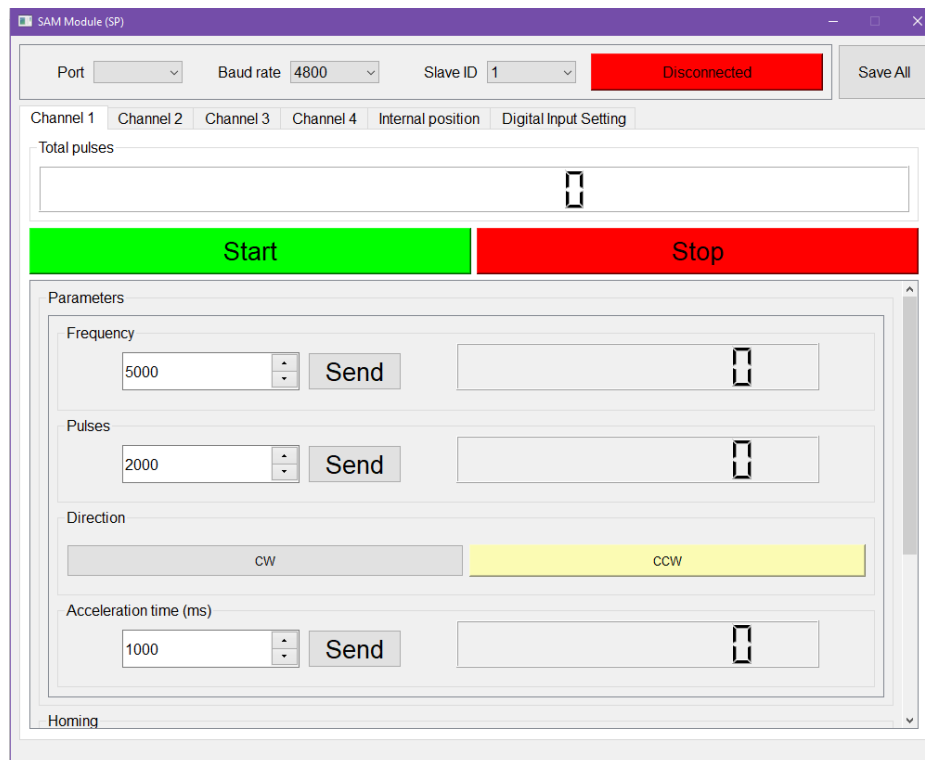 SAM Module (SP)
Port Baud rate 4800 Slave ID 1 Disconnected Save All
Channel 1 Channel 2 Channel 3 Channel 4 Internal position Digital Input Setting
Total pulses
0
Start Stop
Parameters
Frequency
5000 Send 0
Pulses
2000 Send 0
Direction
CW CCW
Acceleration time (ms)
1000 Send 0
Homing